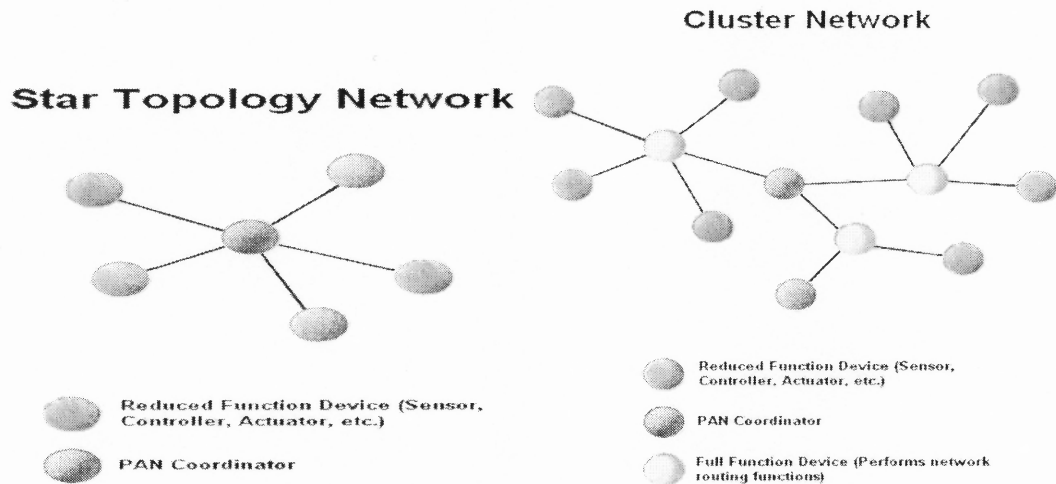 Star Topology Network
Reduced Function Device (Sensor,
Controller, Actuator, etc.)
PAN Coordinator
Cluster Network
Reduced Function Device (Sensor,
Controller, Actuator, etc.)
PAN Coordinator
Full Function Device (Performs network
routing functions)